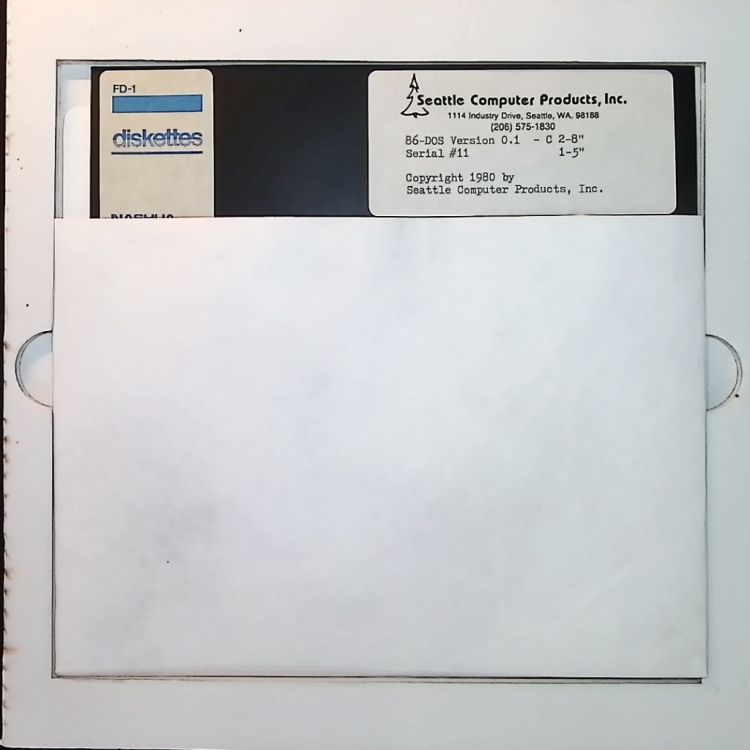 FD-1
diskettes
NASHUA
Seattle Computer Products, Inc.
1114 Industry Drive, Seattle, WA. 98188
(206) 575-1830
86-DOS Version 0.1 - C 2-8"
Serial #11 1-5"
Copyright 1980 by
Seattle Computer Products, Inc.